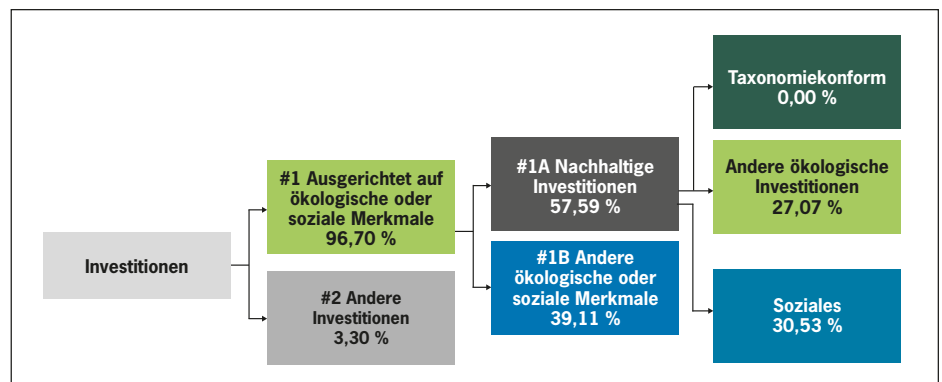 Investitionen
#1 Ausgerichtet auf
ökologische oder
soziale Merkmale
96,70 %
#2 Andere
Investitionen
3,30 %
#1A Nachhaltige
Investitionen
57,59 %
#1B Andere
ökologische oder
soziale Merkmale
39,11 %
Taxonomiekonform
0,00 %
Andere ökologische
Investitionen
27,07 %
Soziales
30,53 %